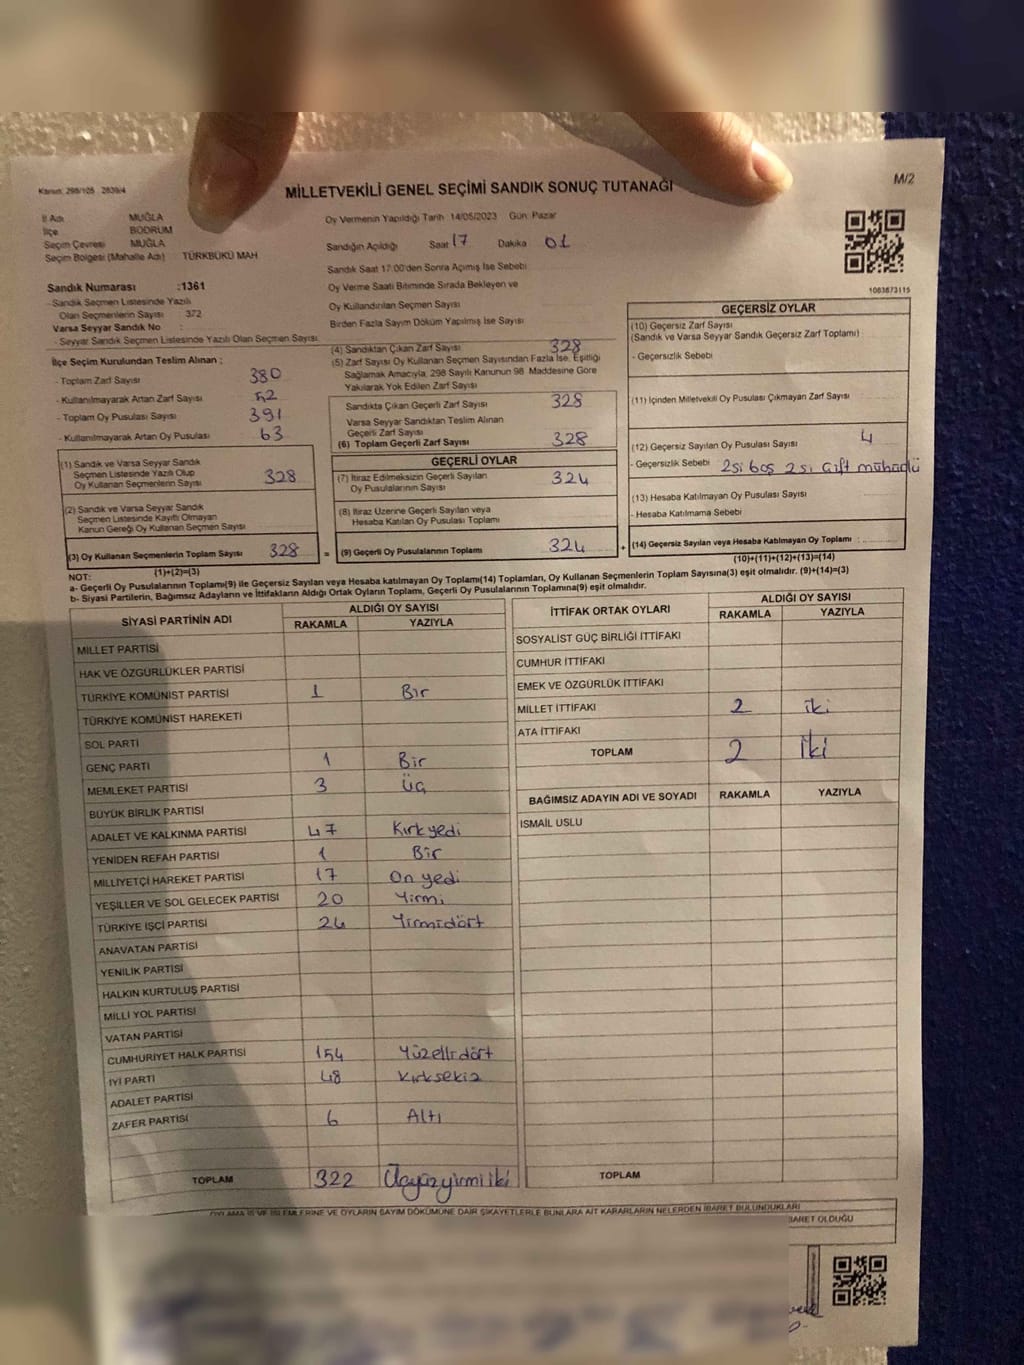 Kanun: 298/105 2839/4
MİLLETVEKİLİ GENEL SEÇİMİ SANDIK SONUÇ TUTANAĞI
M/2
İl Adı MUĞLA
İlçe BODRUM
Seçim Çevresi MUĞLA
Seçim Bölgesi (Mahalle Adı) TÜRKBÜKÜ MAH
Oy Vermenin Yapıldığı Tarih 14/05/2023 Gün: Pazar
Sandığın Açıldığı Saat 17 Dakika 01
Sandık Saat 17:00'den Sonra Açımış İse Sebebi
Oy Verme Saati Bitiminde Sırada Bekleyen ve
Oy Kullandırılan Seçmen Sayısı
Birden Fazla Sayım Döküm Yapılmış İse Sayısı
1083873115
Sandık Numarası :1361
- Sandık Seçmen Listesinde Yazılı
Olan Seçmenlerin Sayısı 372
Varsa Seyyar Sandık No :
- Seyyar Sandık Seçmen Listesinde Yazılı Olan Seçmen Sayısı
İlçe Seçim Kurulundan Teslim Alınan ;
- Toplam Zarf Sayısı 380
- Kullanılmayarak Artan Zarf Sayısı 52
- Toplam Oy Pusulası Sayısı 391
- Kullanılmayarak Artan Oy Pusulası 63
(1) Sandık ve Varsa Seyyar Sandık
Seçmen Listesinde Yazılı Olup
Oy Kullanan Seçmenlerin Sayısı 328
(2) Sandık ve Varsa Seyyar Sandık
Seçmen Listesinde Kayıtlı Olmayan
Kanun Gereği Oy Kullanan Seçmen Sayısı
(3) Oy Kullanan Seçmenlerin Toplam Sayısı 328
(1)+(2)=(3)
(4) Sandıktan Çıkan Zarf Sayısı 328
(5) Zarf Sayısı Oy Kullanan Seçmen Sayısından Fazla İse, Eşitliği
Sağlamak Amacıyla, 298 Sayılı Kanunun 98 Maddesine Göre
Yakılarak Yok Edilen Zarf Sayısı
Sandıkta Çıkan Geçerli Zarf Sayısı 328
Varsa Seyyar Sandıktan Teslim Alınan
Geçerli Zarf Sayısı
(6) Toplam Geçerli Zarf Sayısı 328
GEÇERLİ OYLAR
(7) İtiraz Edilmeksizin Geçerli Sayılan
Oy Pusulalarının Sayısı 324
(8) İtiraz Üzerine Geçerli Sayılan veya
Hesaba Katılan Oy Pusulası Toplamı
= (9) Geçerli Oy Pusulalarının Toplamı 324
GEÇERSİZ OYLAR
(10) Geçersiz Zarf Sayısı
(Sandık ve Varsa Seyyar Sandık Geçersiz Zarf Toplamı) :
- Geçersizlik Sebebi
(11) İçinden Milletvekili Oy Pusulası Çıkmayan Zarf Sayısı
(12) Geçersiz Sayılan Oy Pusulası Sayısı 4
- Geçersizlik Sebebi 2si boş 2si çift mühürlü
(13) Hesaba Katılmayan Oy Pusulası Sayısı
- Hesaba Katılmama Sebebi
+ (14) Geçersiz Sayılan veya Hesaba Katılmayan Oy Toplamı :
(10)+(11)+(12)+(13)=(14)
NOT:
a- Geçerli Oy Pusulalarının Toplamı(9) ile Geçersiz Sayılan veya Hesaba katılmayan Oy Toplamı(14) Toplamları, Oy Kullanan Seçmenlerin Toplam Sayısına(3) eşit olmalıdır. (9)+(14)=(3)
b- Siyasi Partilerin, Bağımsız Adayların ve İttifakların Aldığı Ortak Oyların Toplamı, Geçerli Oy Pusulalarının Toplamına(9) eşit olmalıdır.
SİYASİ PARTİNİN ADI ALDIĞI OY SAYISI
RAKAMLA YAZIYLA
MİLLET PARTİSİ
HAK VE ÖZGÜRLÜKLER PARTİSİ
TÜRKİYE KOMÜNİST PARTİSİ 1 Bir
TÜRKİYE KOMÜNİST HAREKETİ
SOL PARTİ
GENÇ PARTİ 1 Bir
MEMLEKET PARTİSİ 3 Üç
BÜYÜK BİRLİK PARTİSİ
ADALET VE KALKINMA PARTİSİ 47 Kırkyedi
YENİDEN REFAH PARTİSİ 1 Bir
MİLLİYETÇİ HAREKET PARTİSİ 17 On yedi
YEŞİLLER VE SOL GELECEK PARTİSİ 20 Yirmi
TÜRKİYE İŞÇİ PARTİSİ 24 Yirmidört
ANAVATAN PARTİSİ
YENİLİK PARTİSİ
HALKIN KURTULUŞ PARTİSİ
MİLLİ YOL PARTİSİ
VATAN PARTİSİ
CUMHURİYET HALK PARTİSİ 154 Yüzellidört
İYİ PARTİ 48 Kırksekiz
ADALET PARTİSİ
ZAFER PARTİSİ 6 Altı
TOPLAM 322 Üçyüzyirmiiki
İTTİFAK ORTAK OYLARI ALDIĞI OY SAYISI
RAKAMLA YAZIYLA
SOSYALİST GÜÇ BİRLİĞİ İTTİFAKI
CUMHUR İTTİFAKI
EMEK VE ÖZGÜRLÜK İTTİFAKI
MİLLET İTTİFAKI 2 iki
ATA İTTİFAKI
TOPLAM 2 İki
BAĞIMSIZ ADAYIN ADI VE SOYADI RAKAMLA YAZIYLA
İSMAİL USLU
TOPLAM
OYLAMA İŞ VE İŞLEMLERİNE VE OYLARIN SAYIM DÖKÜMÜNE DAİR ŞİKAYETLERLE BUNLARA AİT KARARLARIN NELERDEN İBARET BULUNDUKLARI
İBARET OLDUĞU